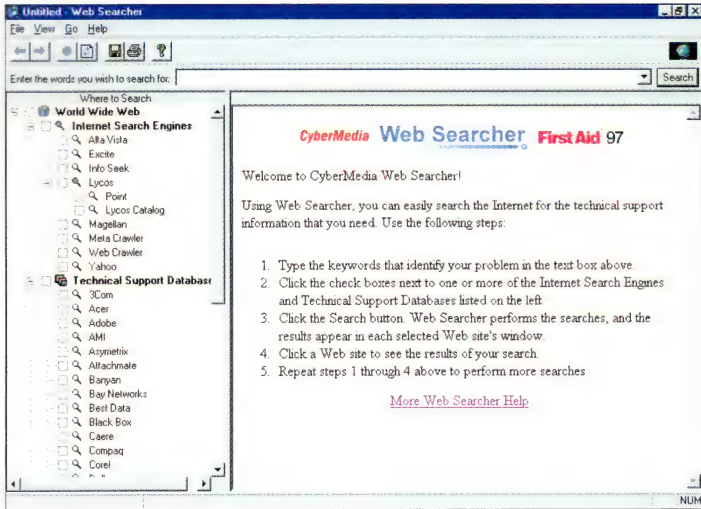 Untitled - Web Searcher
File View Go Help
Enter the words you wish to search for:
Search
Where to Search
World Wide Web
Internet Search Engines
Alta Vista
Excite
Info Seek
Lycos
Point
Lycos Catalog
Magellan
Meta Crawler
Web Crawler
Yahoo
Technical Support Database
3Com
Acer
Adobe
AMI
Asymetrix
Attachmate
Banyan
Bay Networks
Best Data
Black Box
Caere
Compaq
Corel
CyberMedia Web Searcher First Aid 97
Welcome to CyberMedia Web Searcher!
Using Web Searcher, you can easily search the Internet for the technical support
information that you need. Use the following steps:
1. Type the keywords that identify your problem in the text box above.
2. Click the check boxes next to one or more of the Internet Search Engines
and Technical Support Databases listed on the left.
3. Click the Search button. Web Searcher performs the searches, and the
results appear in each selected Web site's window.
4. Click a Web site to see the results of your search.
5. Repeat steps 1 through 4 above to perform more searches
More Web Searcher Help
NUM